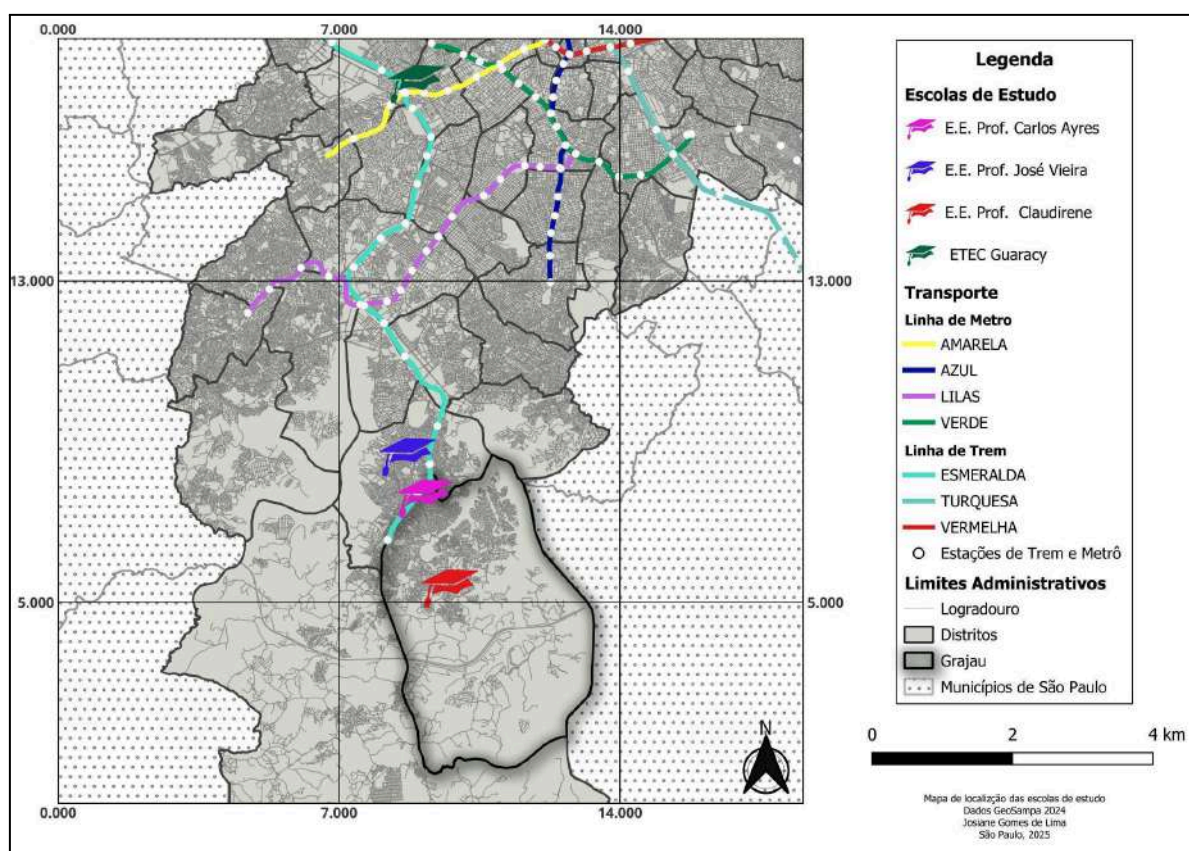 0.000 7.000 14.000
Legenda
Escolas de Estudo
E.E. Prof. Carlos Ayres
E.E. Prof. José Vieira
E.E. Prof. Claudirene
ETEC Guaracy
Transporte
Linha de Metro
AMARELA
AZUL
LILAS
VERDE
Linha de Trem
ESMERALDA
TURQUESA
VERMELHA
Estações de Trem e Metrô
Limites Administrativos
Logradouro
Distritos
Grajau
Municípios de São Paulo
13.000 13.000
5.000 5.000
N
0.000 7.000 14.000
0 2 4 km
Mapa de localizção das escolas de estudo
Dados GeoSampa 2024
Josiane Gomes de Lima
São Paulo, 2025